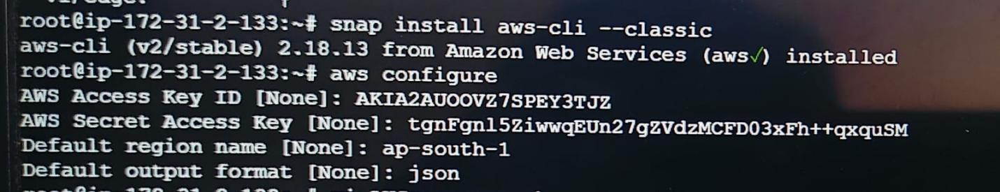 root@ip-172-31-2-133:~# snap install aws-cli --classic
aws-cli (v2/stable) 2.18.13 from Amazon Web Services (aws✓) installed
root@ip-172-31-2-133:~# aws configure
AWS Access Key ID [None]: AKIA2AUOOVZ7SPEY3TJZ
AWS Secret Access Key [None]: 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
Default region name [None]: ap-south-1
Default output format [None]: json